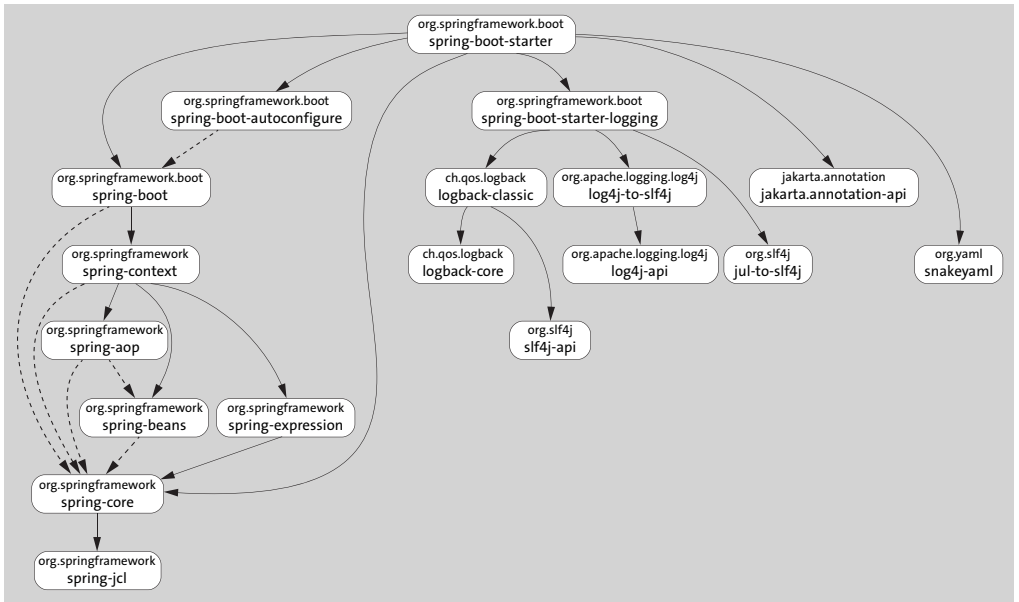 org.springframework.boot
spring-boot-starter
org.springframework.boot
spring-boot-autoconfigure
org.springframework.boot
spring-boot-starter-logging
org.springframework.boot
spring-boot
ch.qos.logback
logback-classic
org.apache.logging.log4j
log4j-to-slf4j
jakarta.annotation
jakarta.annotation-api
org.springframework
spring-context
ch.qos.logback
logback-core
org.apache.logging.log4j
log4j-api
org.slf4j
jul-to-slf4j
org.yaml
snakeyaml
org.springframework
spring-aop
org.slf4j
slf4j-api
org.springframework
spring-beans
org.springframework
spring-expression
org.springframework
spring-core
org.springframework
spring-jcl